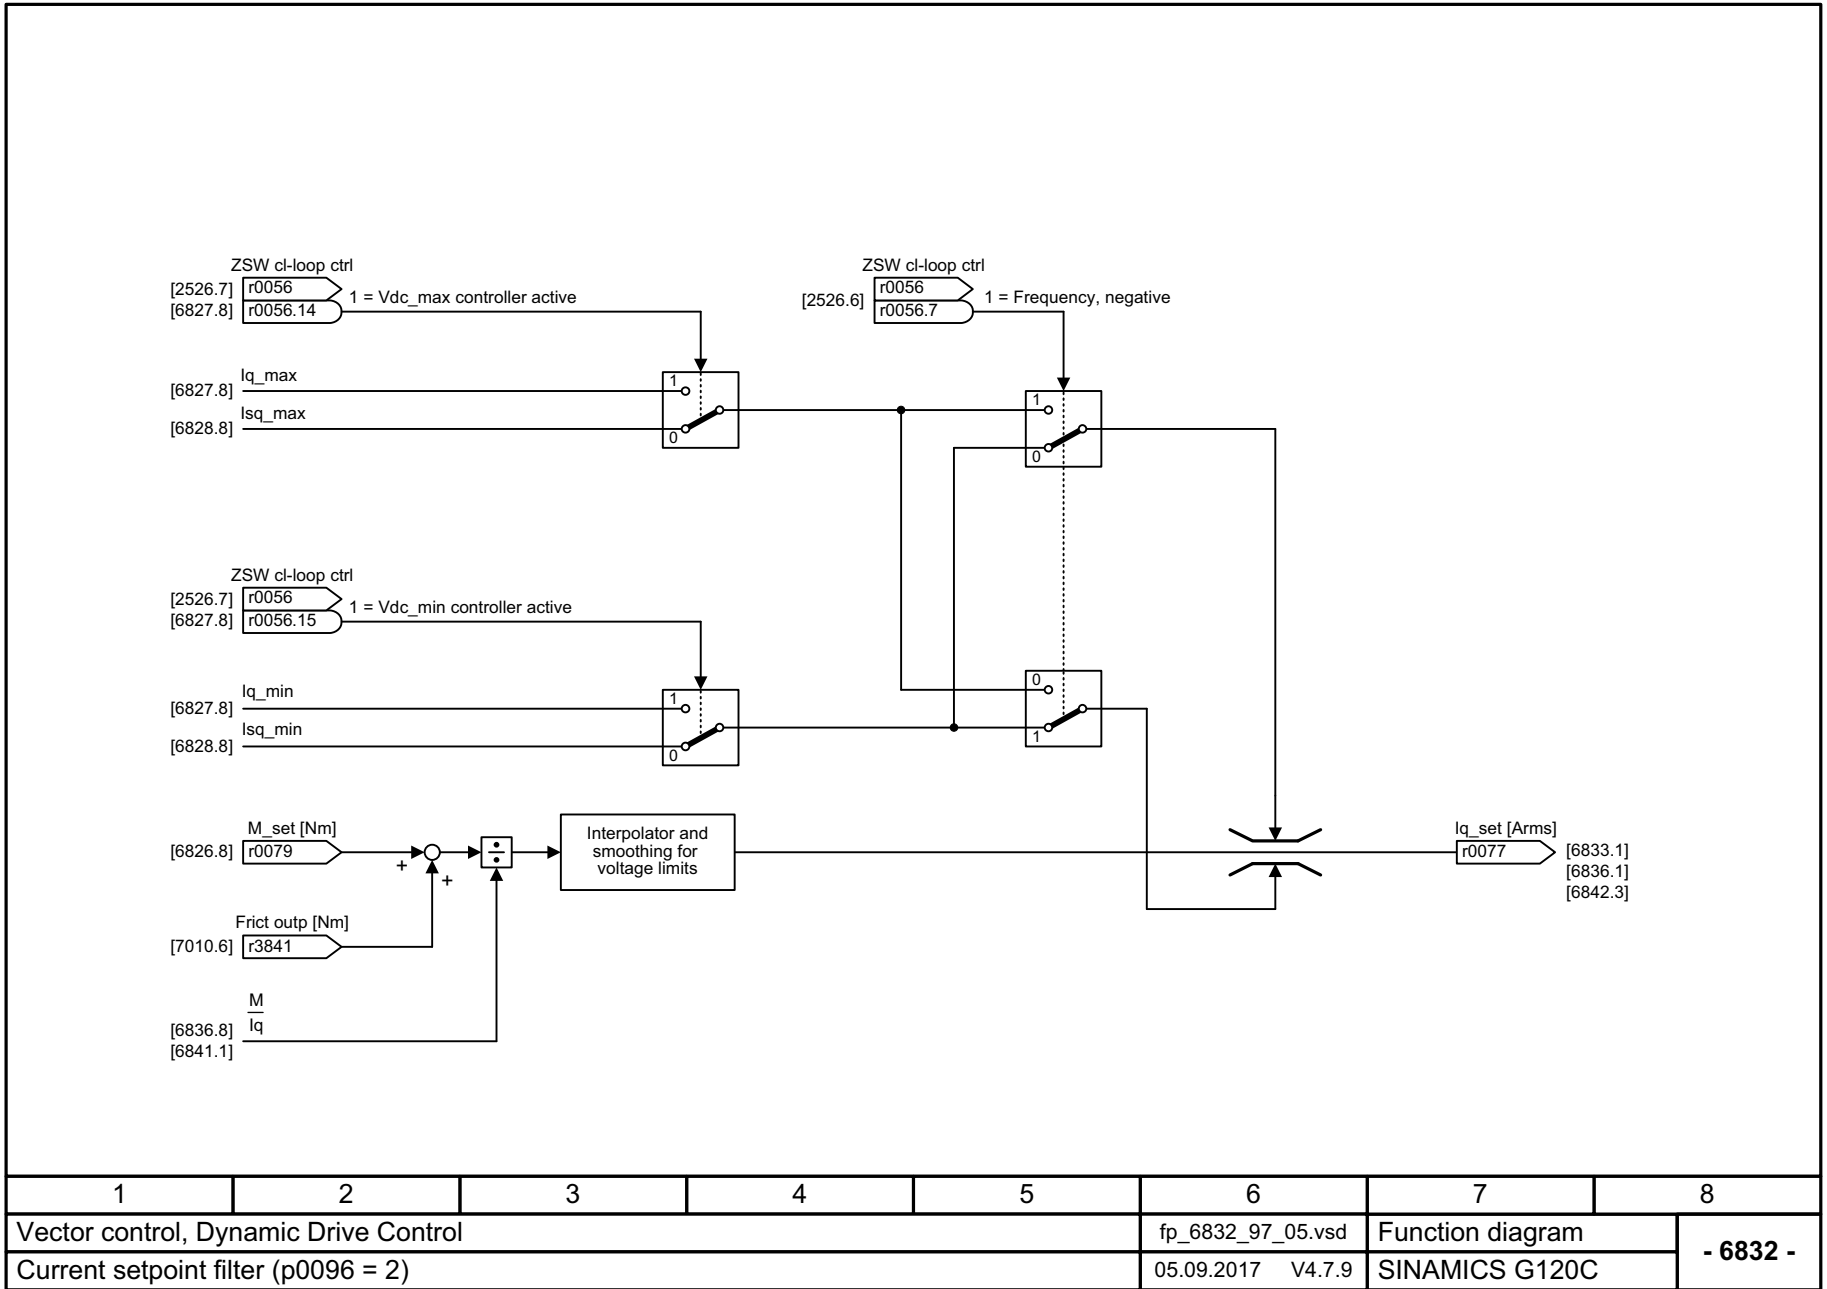 ZSW cl-loop ctrl
[2526.7] r0056
[6827.8] r0056.14
1 = Vdc_max controller active
ZSW cl-loop ctrl
[2526.6] r0056
r0056.7
1 = Frequency, negative
Iq_max
[6827.8]
Isq_max
[6828.8]
1
0
1
0
ZSW cl-loop ctrl
[2526.7] r0056
[6827.8] r0056.15
1 = Vdc_min controller active
Iq_min
[6827.8]
Isq_min
[6828.8]
1
0
0
1
M_set [Nm]
[6826.8] r0079
+
+
÷
Interpolator and
smoothing for
voltage limits
Iq_set [Arms]
r0077 [6833.1]
[6836.1]
[6842.3]
Frict outp [Nm]
[7010.6] r3841
M
Iq
[6836.8]
[6841.1]
1 2 3 4 5 6 7 8
Vector control, Dynamic Drive Control
fp_6832_97_05.vsd
Function diagram
- 6832 -
Current setpoint filter (p0096 = 2)
05.09.2017 V4.7.9
SINAMICS G120C